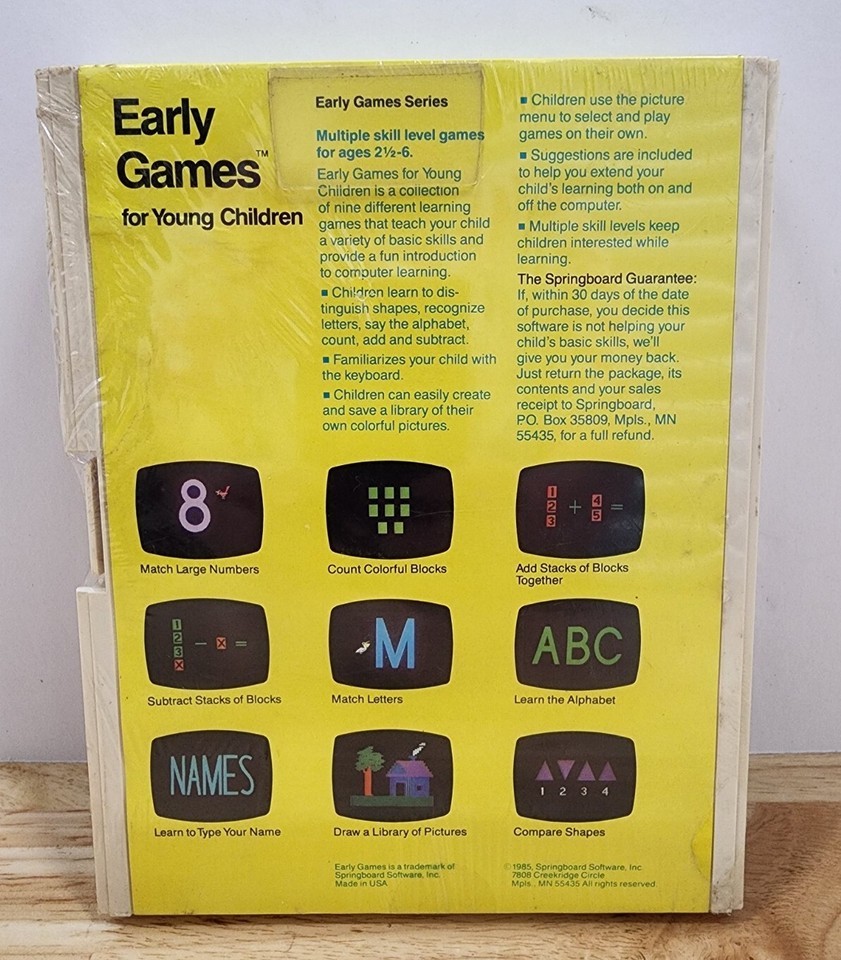 Early
Games™
for Young Children
Early Games Series
Multiple skill level games
for ages 2½-6.
Early Games for Young
Children is a collection
of nine different learning
games that teach your child
a variety of basic skills and
provide a fun introduction
to computer learning.
▪ Children learn to dis-
tinguish shapes, recognize
letters, say the alphabet,
count, add and subtract.
▪ Familiarizes your child with
the keyboard.
▪ Children can easily create
and save a library of their
own colorful pictures.
▪ Children use the picture
menu to select and play
games on their own.
▪ Suggestions are included
to help you extend your
child's learning both on and
off the computer.
▪ Multiple skill levels keep
children interested while
learning.
The Springboard Guarantee:
If, within 30 days of the date
of purchase, you decide this
software is not helping your
child's basic skills, we'll
give you your money back.
Just return the package, its
contents and your sales
receipt to Springboard,
P.O. Box 35809, Mpls., MN
55435, for a full refund.
8
Match Large Numbers
Count Colorful Blocks
1 4
2 + 5 =
3
Add Stacks of Blocks
Together
1
2
3 - x =
x
Subtract Stacks of Blocks
M
Match Letters
ABC
Learn the Alphabet
NAMES
Learn to Type Your Name
Draw a Library of Pictures
1 2 3 4
Compare Shapes
Early Games is a trademark of
Springboard Software, Inc.
Made in USA
©1985, Springboard Software, Inc.
7808 Creekridge Circle
Mpls., MN 55435 All rights reserved.